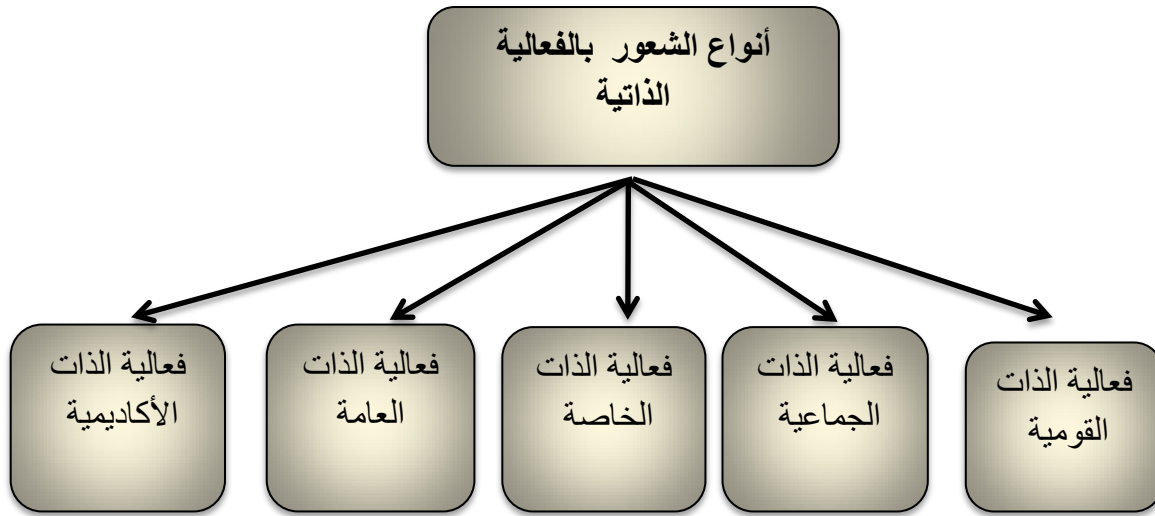 أنواع الشعور بالفعالية
الذاتية
فعالية الذات
القومية
فعالية الذات
الجماعية
فعالية الذات
الخاصة
فعالية الذات
العامة
فعالية الذات
الأكاديمية